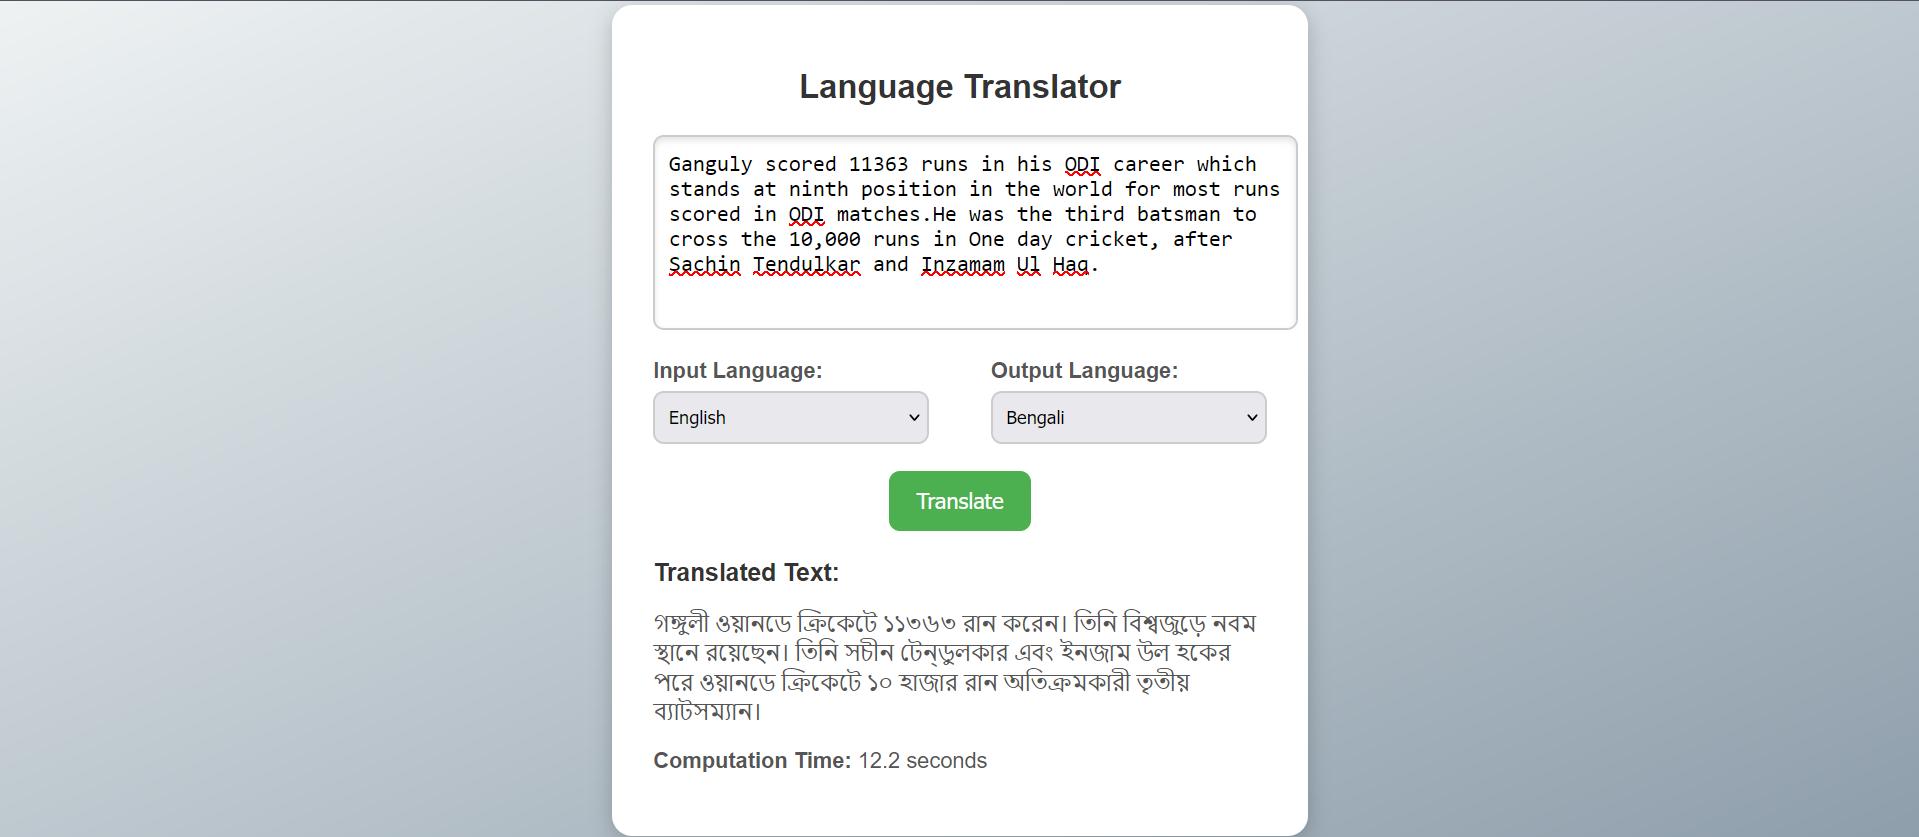 Language Translator
Ganguly scored 11363 runs in his ODI career which
stands at ninth position in the world for most runs
scored in ODI matches.He was the third batsman to
cross the 10,000 runs in One day cricket, after
Sachin Tendulkar and Inzamam Ul Haq.
Input Language:
Output Language:
English
Bengali
Translate
Translated Text:
গঙ্গুলী ওয়ানডে ক্রিকেটে ১১৩৬৩ রান করেন। তিনি বিশ্বজুড়ে নবম
স্থানে রয়েছেন। তিনি সচীন টেন্ডুলকার এবং ইনজাম উল হকের
পরে ওয়ানডে ক্রিকেটে ১০ হাজার রান অতিক্রমকারী তৃতীয়
ব্যাটসম্যান।
Computation Time: 12.2 seconds